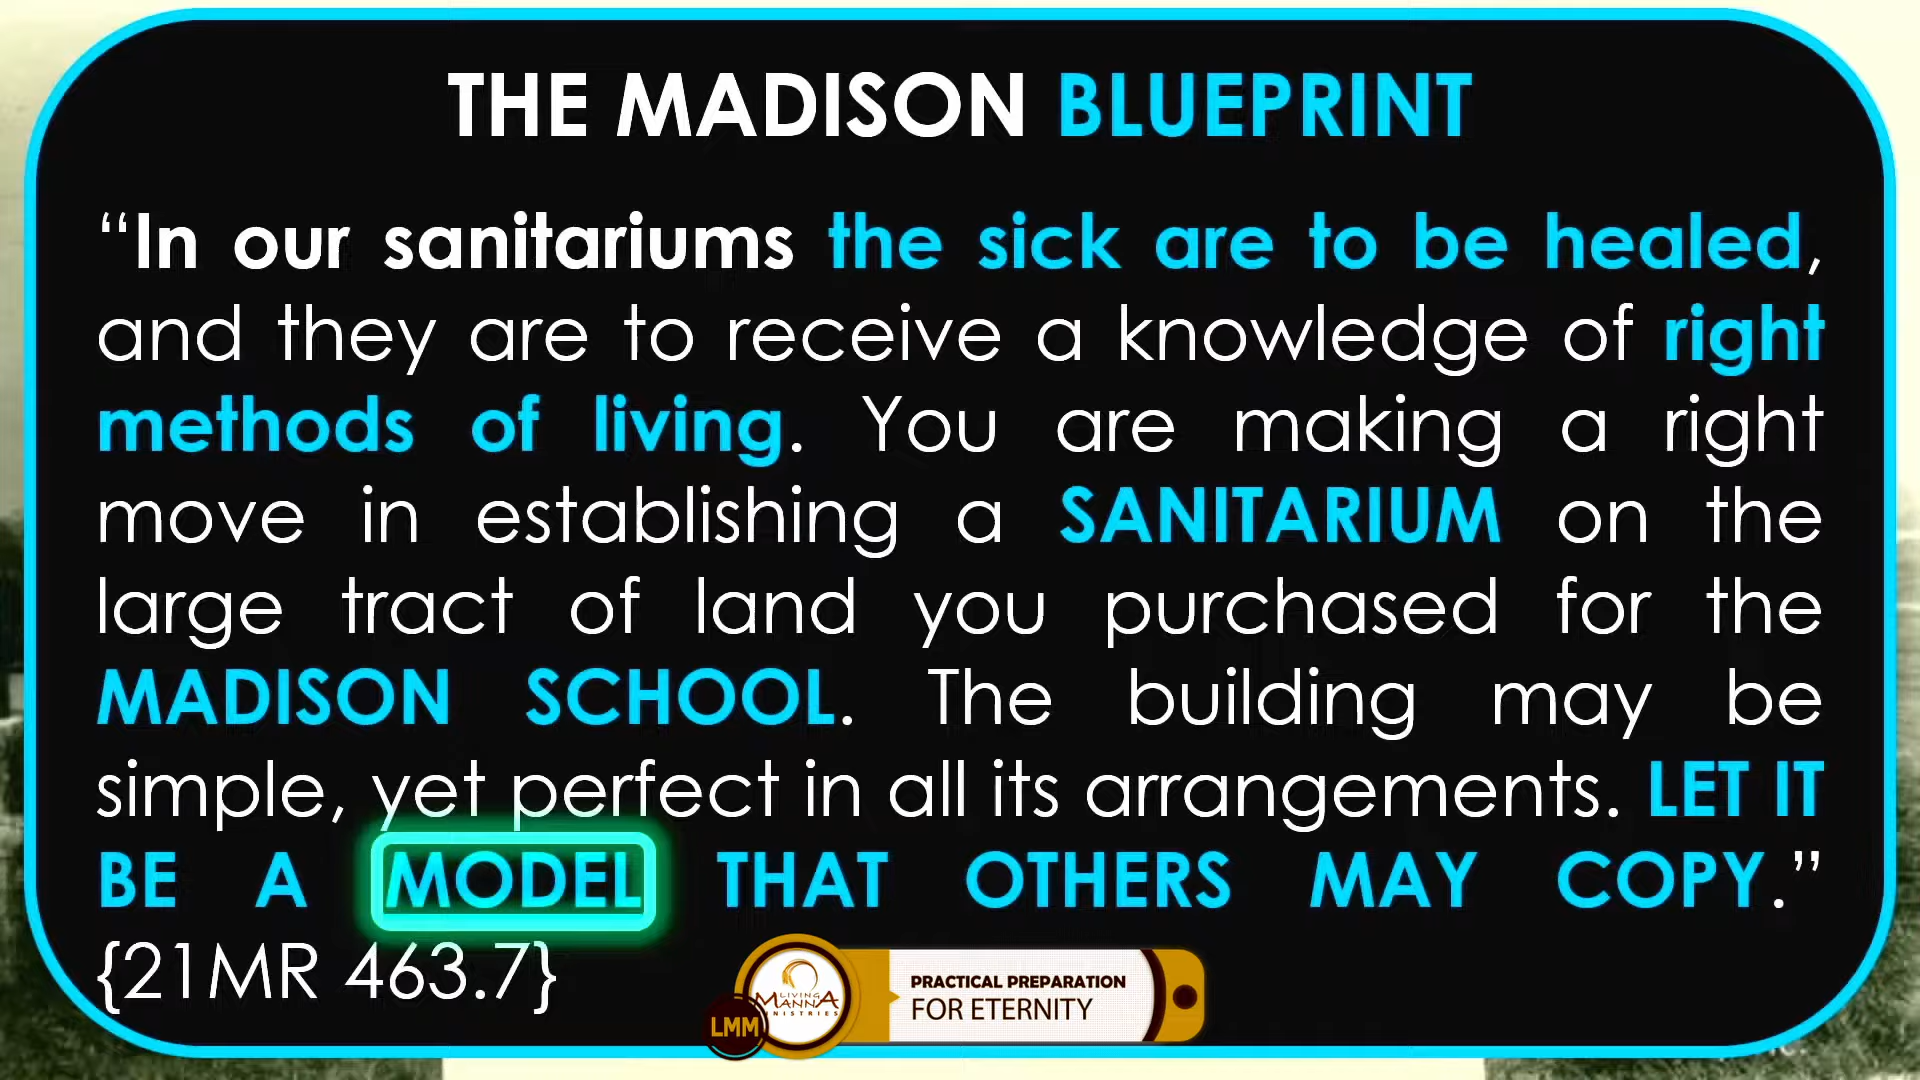 THE MADISON BLUEPRINT
“In our sanitariums the sick are to be healed,
and they are to receive a knowledge of right
methods of living. You are making a right
move in establishing a SANITARIUM on the
large tract of land you purchased for the
MADISON SCHOOL. The building may be
simple, yet perfect in all its arrangements. LET IT
BE A MODEL THAT OTHERS MAY COPY.”
{21MR 463.7}
LIVING
MANNA
MINISTRIES
LMM
PRACTICAL PREPARATION
FOR ETERNITY